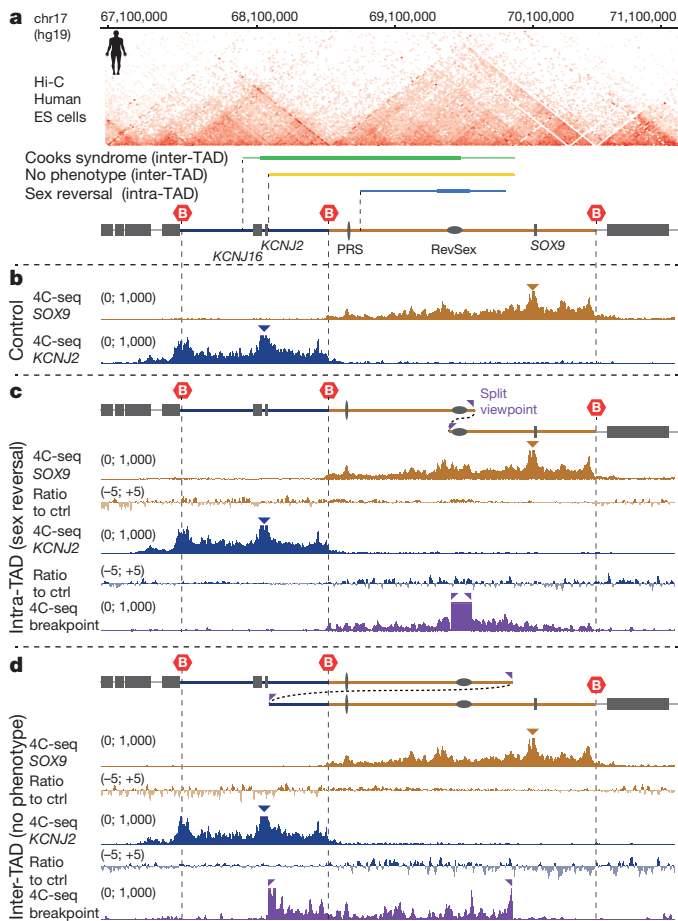 a chr17 (hg19) 67,100,000 68,100,000 69,100,000 70,100,000 71,100,000
Hi-C
Human
ES cells
Cooks syndrome (inter-TAD)
No phenotype (inter-TAD)
Sex reversal (intra-TAD)
B B B
KCNJ2
KCNJ16 PRS RevSex SOX9
b
Control
4C-seq (0; 1,000)
SOX9
4C-seq (0; 1,000)
KCNJ2
c
B B B
Split
viewpoint
Intra-TAD (sex reversal)
4C-seq (0; 1,000)
SOX9
Ratio (−5; +5)
to ctrl
4C-seq (0; 1,000)
KCNJ2
Ratio (−5; +5)
to ctrl
4C-seq (0; 1,000)
breakpoint
d
B B B
Inter-TAD (no phenotype)
4C-seq (0; 1,000)
SOX9
Ratio (−5; +5)
to ctrl
4C-seq (0; 1,000)
KCNJ2
Ratio (−5; +5)
to ctrl
4C-seq (0; 1,000)
breakpoint